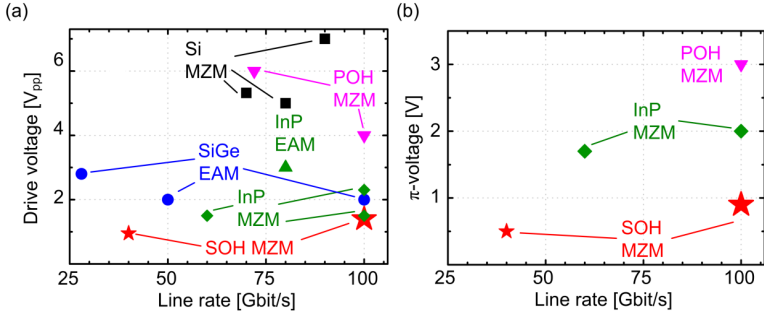 (a)
Drive voltage [Vpp]
6
4
2
Si
MZM
POH
MZM
InP
EAM
SiGe
EAM
InP
MZM
SOH MZM
25
50
75
100
Line rate [Gbit/s]
(b)
π-voltage [V]
3
2
1
POH
MZM
InP
MZM
SOH
MZM
25
50
75
100
Line rate [Gbit/s]